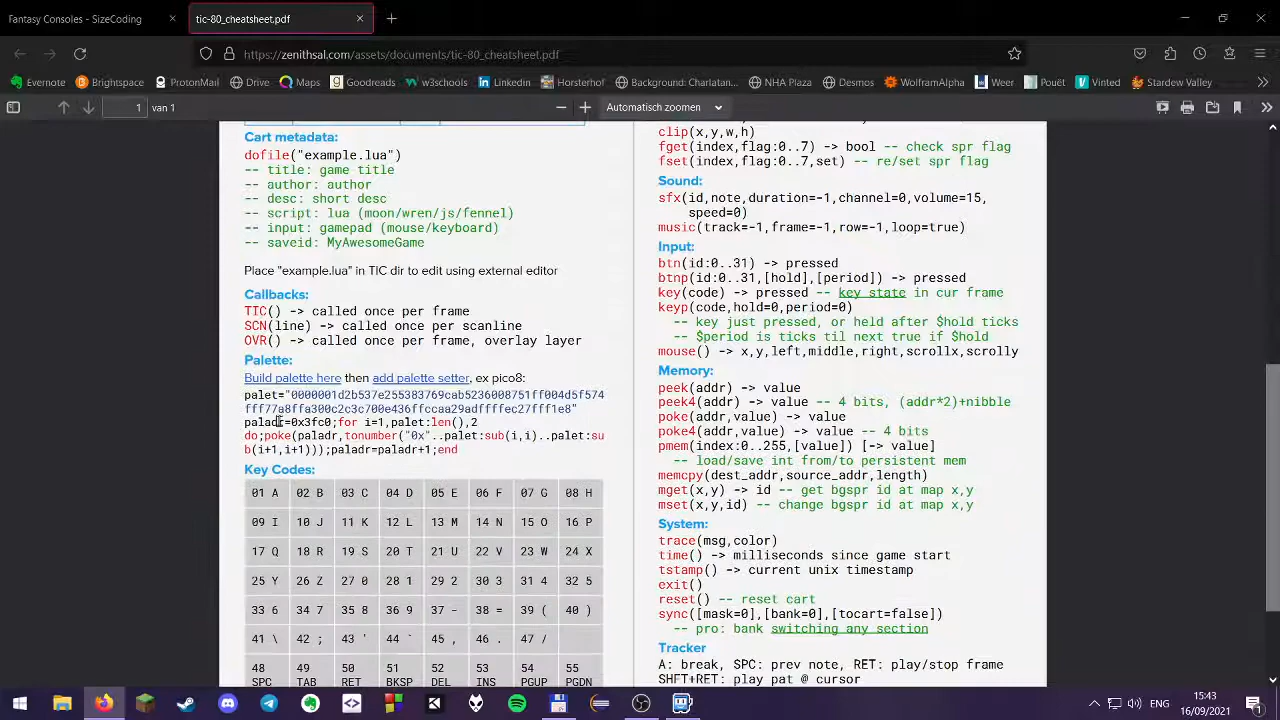 Fantasy Consoles - SizeCoding
tic-80_cheatsheet.pdf
https://zenithsal.com/assets/documents/tic-80_cheatsheet.pdf
Evernote
Brightspace
ProtonMail
Drive
Maps
Goodreads
w3schools
Linkedin
Horsterhof
Background: Charlatan...
NHA Plaza
Desmos
WolframAlpha
Weer
Pouët
Vinted
Stardew Valley
1 van 1
Automatisch zoomen
Cart metadata:
dofile("example.lua")
-- title: game title
-- author: author
-- desc: short desc
-- script: lua (moon/wren/js/fennel)
-- input: gamepad (mouse/keyboard)
-- saveid: MyAwesomeGame
Place "example.lua" in TIC dir to edit using external editor
Callbacks:
TIC() -> called once per frame
SCN(line) -> called once per scanline
OVR() -> called once per frame, overlay layer
Palette:
Build palette here then add palette setter, ex pico8:
palet="0000001d2b537e255383769cab5236008751ff004d5f574
fff77a8ffa300c2c3c700e436ffccaa29adffffec27fff1e8"
paladr=0x3fc0;for i=1,palet:len(),2
do;poke(paladr,tonumber("0x"..palet:sub(i,i)..palet:su
b(i+1,i+1)));paladr=paladr+1;end
Key Codes:
01 A 02 B 03 C 04 D 05 E 06 F 07 G 08 H
09 I 10 J 11 K 12 L 13 M 14 N 15 O 16 P
17 Q 18 R 19 S 20 T 21 U 22 V 23 W 24 X
25 Y 26 Z 27 0 28 1 29 2 30 3 31 4 32 5
33 6 34 7 35 8 36 9 37 - 38 = 39 ( 40 )
41 \ 42 ; 43 ' 44 ` 45 , 46 . 47 /
48 49 50 51 52 53 54 55
SPC TAB RET BKSP DEL INS PGUP PGDN
clip(x,y,w,h)
fget(index,flag:0..7) -> bool -- check spr flag
fset(index,flag:0..7,set) -- re/set spr flag
Sound:
sfx(id,note,duration=-1,channel=0,volume=15,
speed=0)
music(track=-1,frame=-1,row=-1,loop=true)
Input:
btn(id:0..31) -> pressed
btnp(id:0..31,[hold],[period]) -> pressed
key(code) -> pressed -- key state in cur frame
keyp(code,hold=0,period=0)
-- key just pressed, or held after $hold ticks
-- $period is ticks til next true if $hold
mouse() -> x,y,left,middle,right,scrollx,scrolly
Memory:
peek(addr) -> value
peek4(addr) -> value -- 4 bits, (addr*2)+nibble
poke(addr,value) -> value
poke4(addr,value) -> value -- 4 bits
pmem(index:0..255,[value]) [-> value]
-- load/save int from/to persistent mem
memcpy(dest_addr,source_addr,length)
mget(x,y) -> id -- get bgspr id at map x,y
mset(x,y,id) -- change bgspr id at map x,y
System:
trace(msg,color)
time() -> milliseconds since game start
tstamp() -> current unix timestamp
exit()
reset() -- reset cart
sync([mask=0],[bank=0],[tocart=false])
-- pro: bank switching any section
Tracker
A: break, SPC: prev note, RET: play/stop frame
SHFT+RET: play pat @ cursor
ENG
15:43
16/09/2021